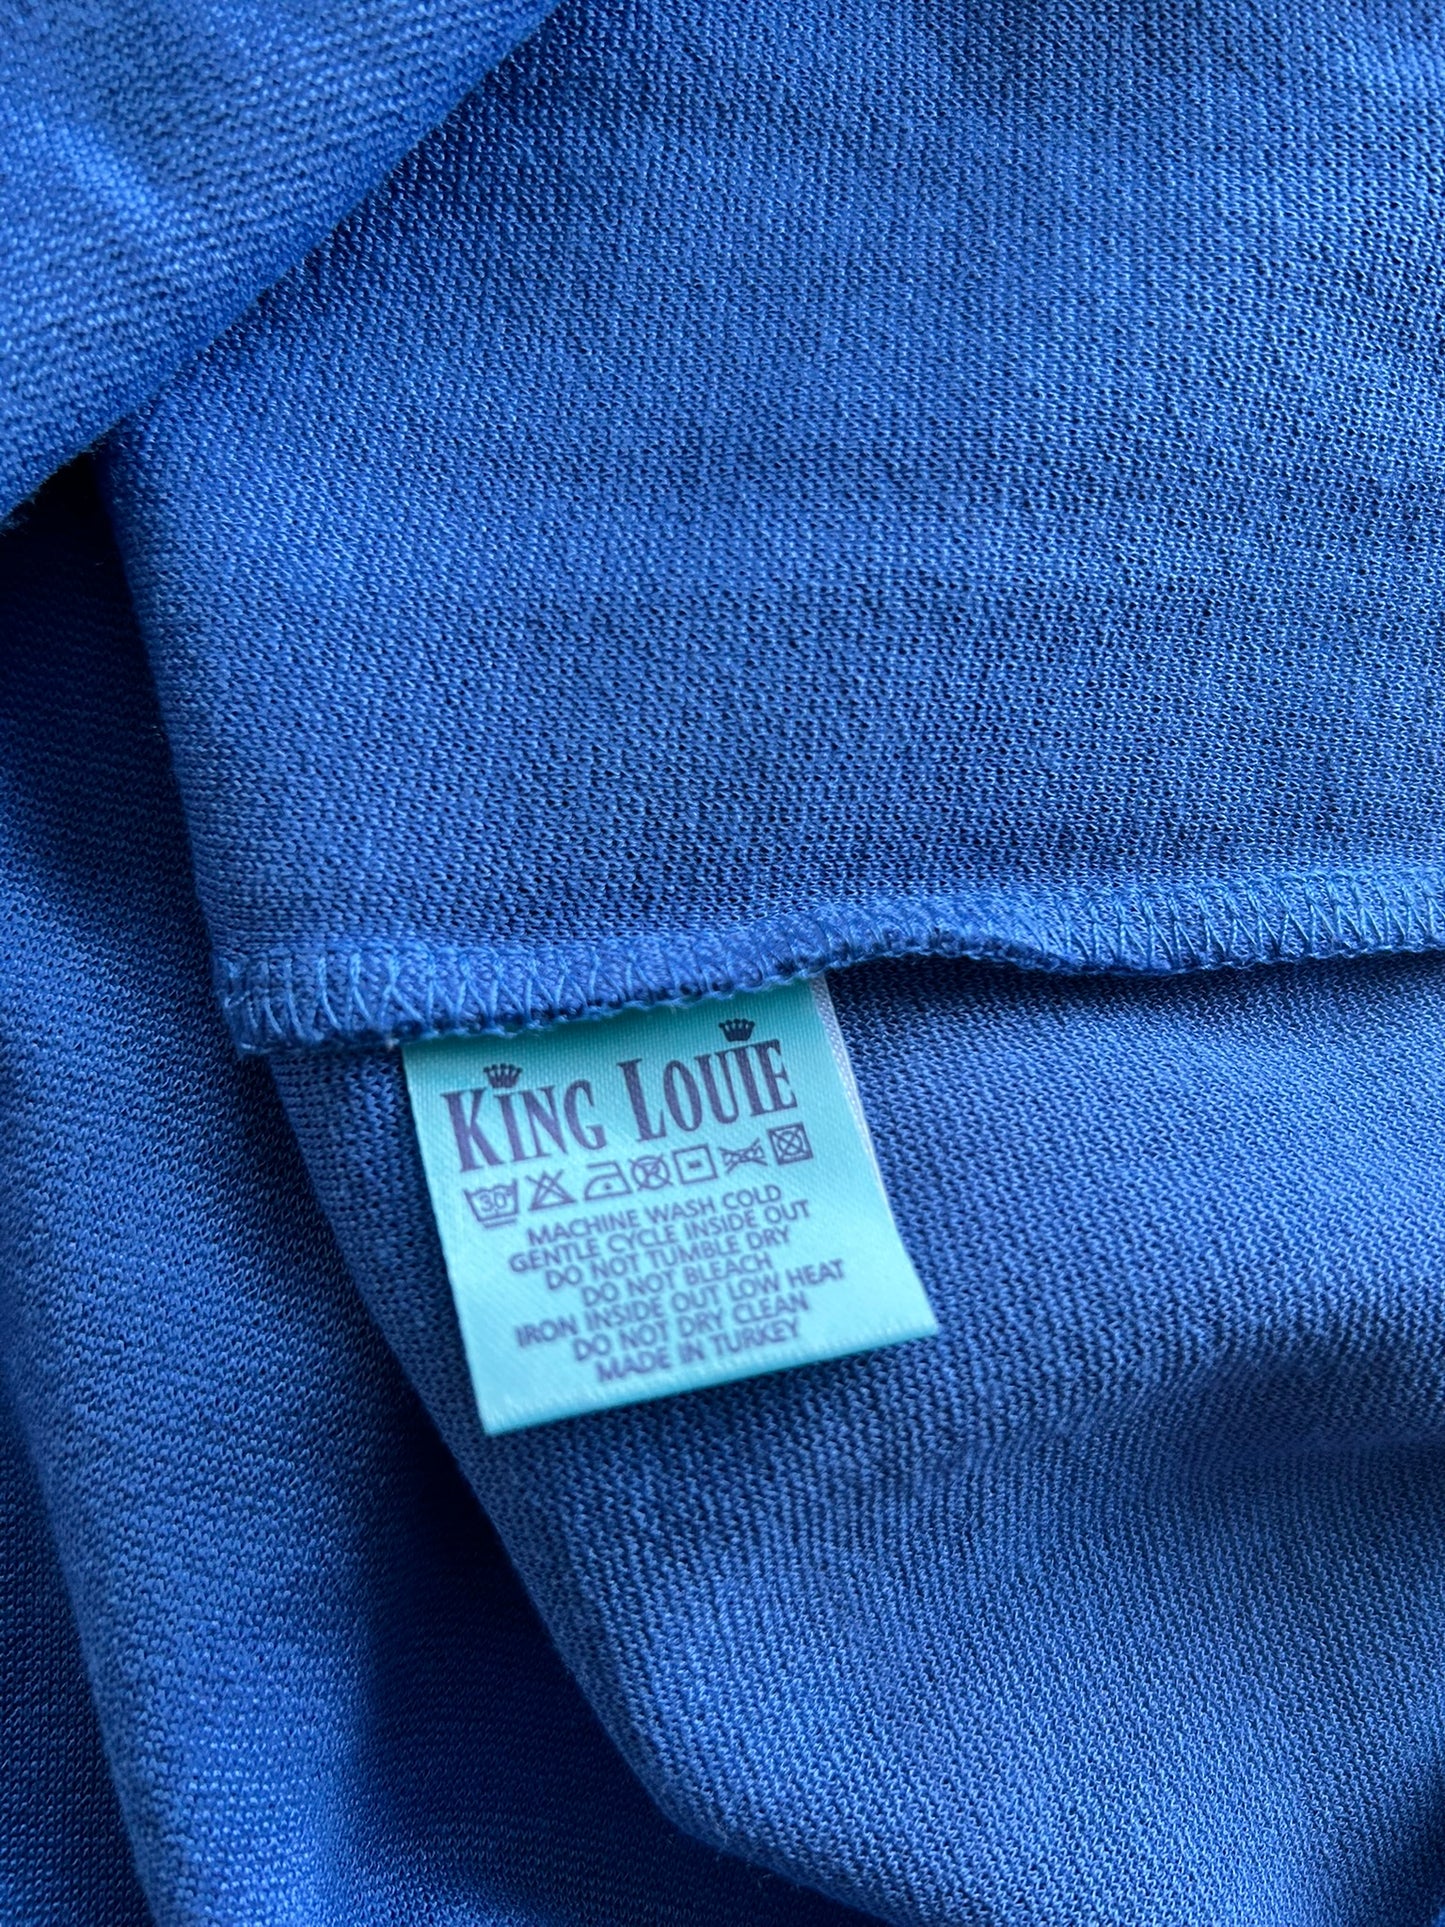 KING LOUIE
30°
MACHINE WASH COLD
GENTLE CYCLE INSIDE OUT
DO NOT TUMBLE DRY
DO NOT BLEACH
IRON INSIDE OUT LOW HEAT
DO NOT DRY CLEAN
MADE IN TURKEY